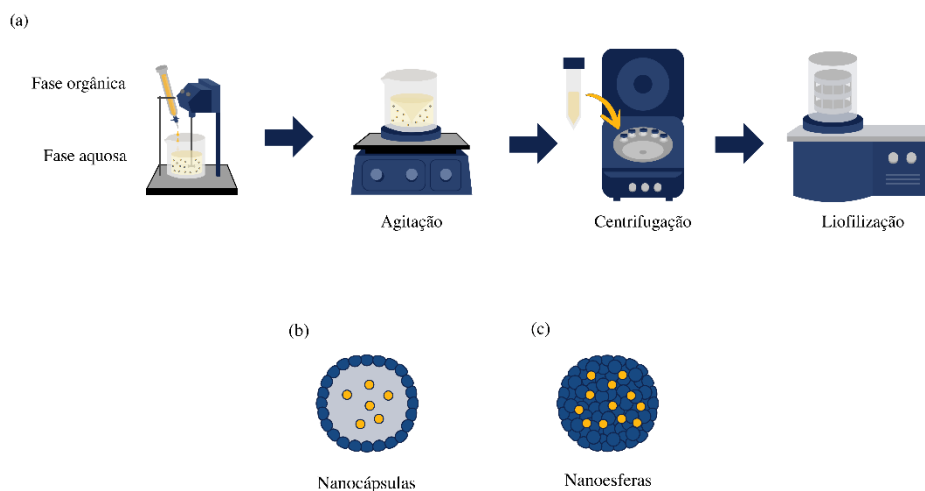 (a)
Fase orgânica
Fase aquosa
Agitação
Centrifugação
Liofilização
(b)
(c)
Nanocápsulas
Nanoesferas